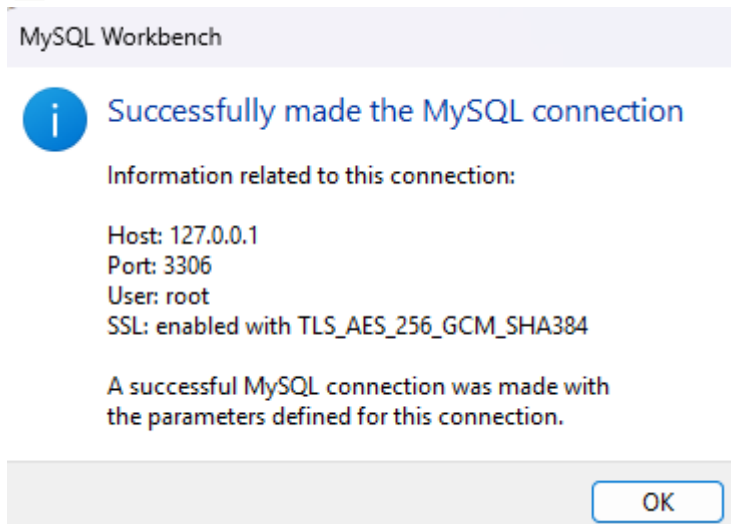 MySQL Workbench
i
Successfully made the MySQL connection
Information related to this connection:
Host: 127.0.0.1
Port: 3306
User: root
SSL: enabled with TLS_AES_256_GCM_SHA384
A successful MySQL connection was made with
the parameters defined for this connection.
OK